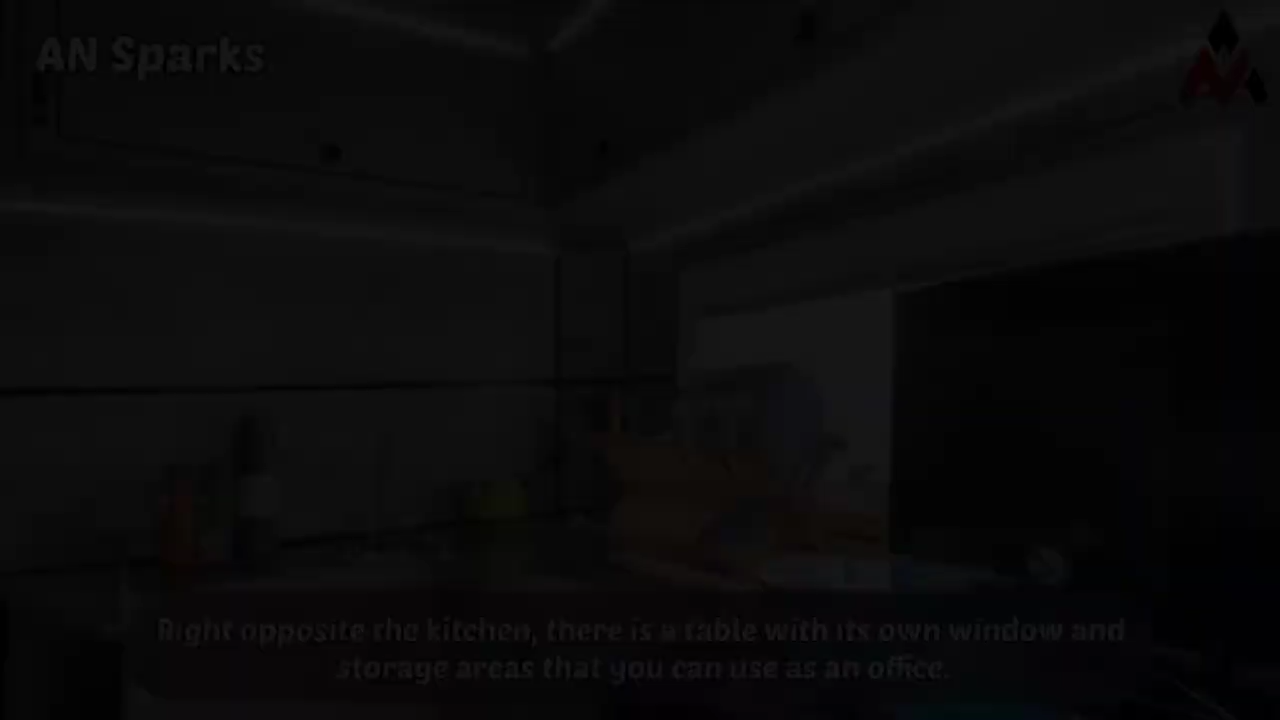 AN Sparks
Right opposite the kitchen, there is a table with its own window and
storage areas that you can use as an office.